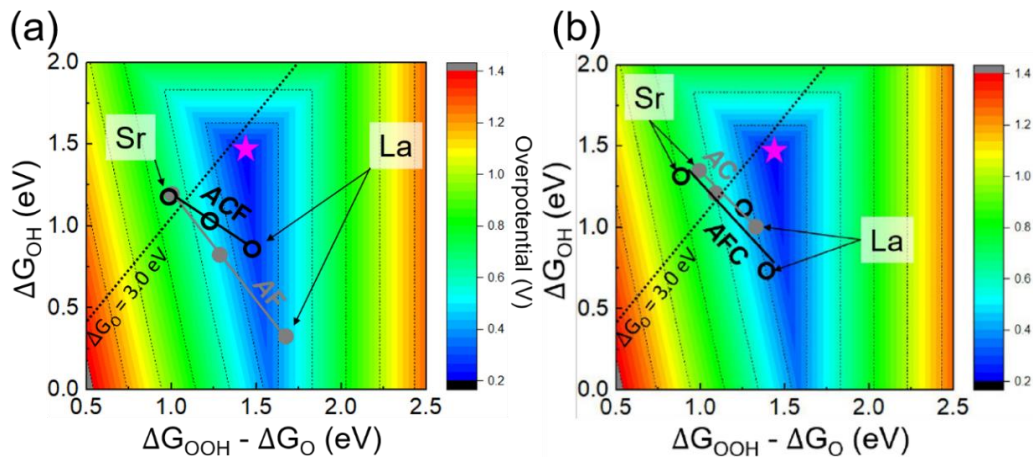 (a)
2.0
1.5
1.0
0.5
0.0
ΔG_OH (eV)
Sr
La
ACF
AF
ΔG_O = 3.0 eV
0.5 1.0 1.5 2.0 2.5
ΔG_OOH - ΔG_O (eV)
1.4
1.2
1.0
0.8
0.6
0.4
0.2
Overpotential (V)
(b)
2.0
1.5
1.0
0.5
0.0
ΔG_OH (eV)
Sr
AC
AFC
La
ΔG_O = 3.0 eV
0.5 1.0 1.5 2.0 2.5
ΔG_OOH - ΔG_O (eV)
1.4
1.2
1.0
0.8
0.6
0.4
0.2
Overpotential (V)